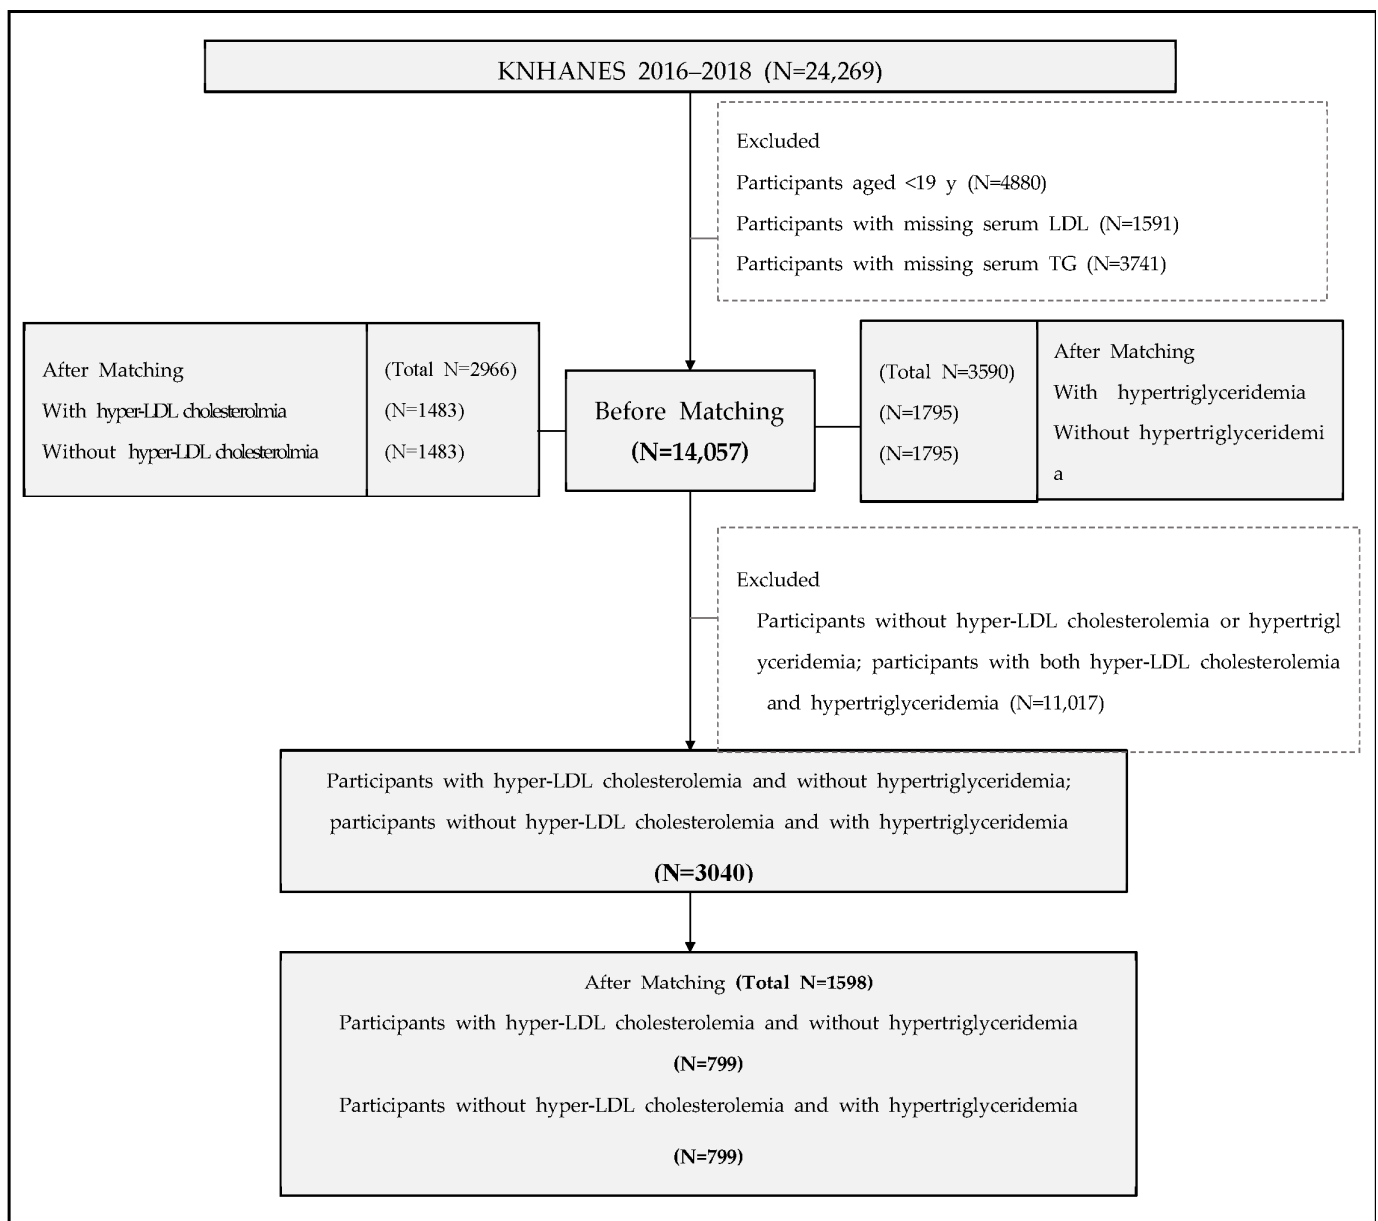 KNHANES 2016–2018 (N=24,269)
Excluded
Participants aged <19 y (N=4880)
Participants with missing serum LDL (N=1591)
Participants with missing serum TG (N=3741)
After Matching
With hyper-LDL cholesterolmia
Without hyper-LDL cholesterolmia
(Total N=2966)
(N=1483)
(N=1483)
Before Matching
(N=14,057)
(Total N=3590)
(N=1795)
(N=1795)
After Matching
With hypertriglyceridemia
Without hypertriglyceridemi
a
Excluded
Participants without hyper-LDL cholesterolemia or hypertrigl
yceridemia; participants with both hyper-LDL cholesterolemia
and hypertriglyceridemia (N=11,017)
Participants with hyper-LDL cholesterolemia and without hypertriglyceridemia;
participants without hyper-LDL cholesterolemia and with hypertriglyceridemia
(N=3040)
After Matching (Total N=1598)
Participants with hyper-LDL cholesterolemia and without hypertriglyceridemia
(N=799)
Participants without hyper-LDL cholesterolemia and with hypertriglyceridemia
(N=799)